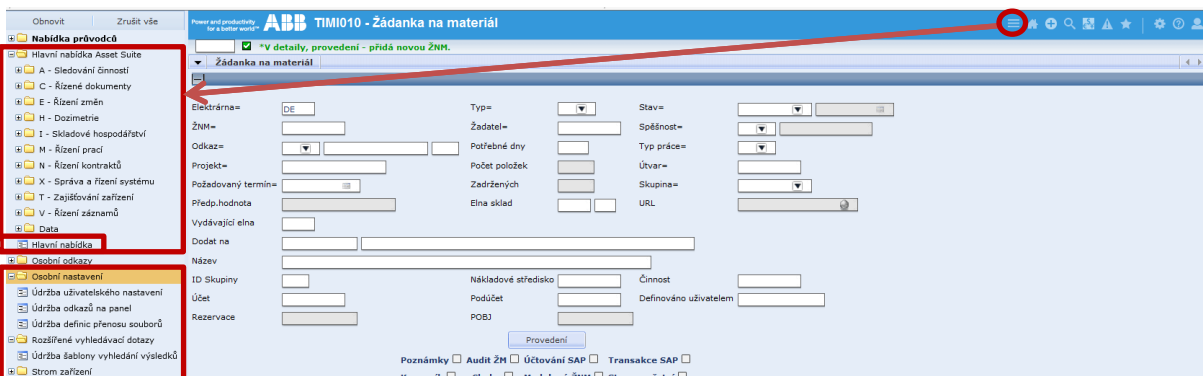 Obnovit Zrušit vše
Nabídka průvodců
Hlavní nabídka Asset Suite
A - Sledování činností
C - Řízené dokumenty
E - Řízení změn
H - Dozimetrie
I - Skladové hospodářství
M - Řízení prací
N - Řízení kontraktů
X - Správa a řízení systému
T - Zajišťování zařízení
V - Řízení záznamů
Data
Hlavní nabídka
Osobní odkazy
Osobní nastavení
Údržba uživatelského nastavení
Údržba odkazů na panel
Údržba definic přenosu souborů
Rozšířené vyhledávací dotazy
Údržba šablony vyhledání výsledků
Strom zařízení
Power and productivity
for a better world™
ABB TIMI010 - Žádanka na materiál
*V detaily, provedení - přidá novou ŽNM.
Žádanka na materiál
Elektrárna= DE Typ= Stav=
ŽNM= Žadatel= Spěšnost=
Odkaz= Potřebné dny Typ práce=
Projekt= Počet položek Útvar=
Požadovaný termín= Zadržených Skupina=
Předp.hodnota Elna sklad URL
Vydávající elna
Dodat na
Název
ID Skupiny Nákladové středisko Činnost
Účet Podúčet Definováno uživatelem
Rezervace POBJ
Provedení
Poznámky Audit ŽM Účtování SAP Transakce SAP